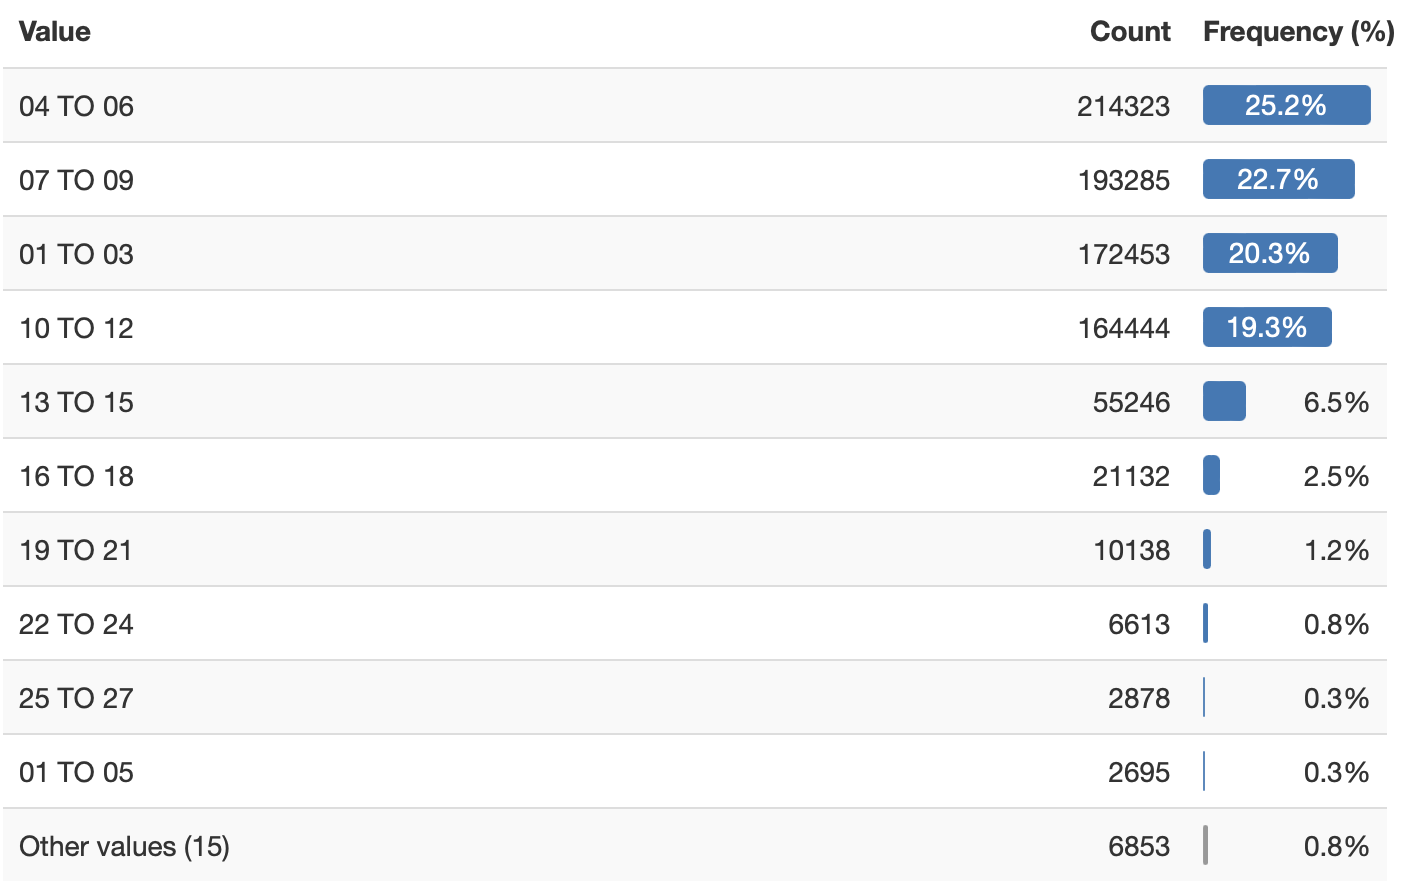 Value Count Frequency (%)
04 TO 06 214323 25.2%
07 TO 09 193285 22.7%
01 TO 03 172453 20.3%
10 TO 12 164444 19.3%
13 TO 15 55246 6.5%
16 TO 18 21132 2.5%
19 TO 21 10138 1.2%
22 TO 24 6613 0.8%
25 TO 27 2878 0.3%
01 TO 05 2695 0.3%
Other values (15) 6853 0.8%